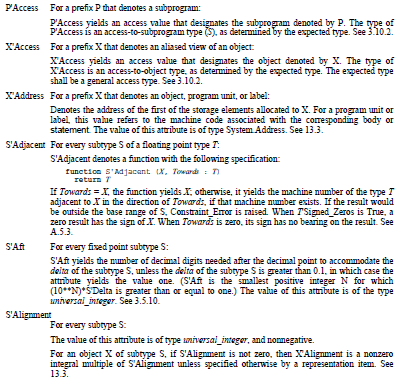 P'Access For a prefix P that denotes a subprogram:
P'Access yields an access value that designates the subprogram denoted by P. The type of
P'Access is an access-to-subprogram type (S), as determined by the expected type. See 3.10.2.
X'Access For a prefix X that denotes an aliased view of an object:
X'Access yields an access value that designates the object denoted by X. The type of
X'Access is an access-to-object type, as determined by the expected type. The expected type
shall be a general access type. See 3.10.2.
X'Address For a prefix X that denotes an object, program unit, or label:
Denotes the address of the first of the storage elements allocated to X. For a program unit or
label, this value refers to the machine code associated with the corresponding body or
statement. The value of this attribute is of type System.Address. See 13.3.
S'Adjacent For every subtype S of a floating point type T:
S'Adjacent denotes a function with the following specification:
function S'Adjacent (X, Towards : T)
return T
If Towards = X, the function yields X; otherwise, it yields the machine number of the type T
adjacent to X in the direction of Towards, if that machine number exists. If the result would
be outside the base range of S, Constraint_Error is raised. When T'Signed_Zeros is True, a
zero result has the sign of X. When Towards is zero, its sign has no bearing on the result. See
A.5.3.
S'Aft For every fixed point subtype S:
S'Aft yields the number of decimal digits needed after the decimal point to accommodate the
delta of the subtype S, unless the delta of the subtype S is greater than 0.1, in which case the
attribute yields the value one. (S'Aft is the smallest positive integer N for which
(10**N)*S'Delta is greater than or equal to one.) The value of this attribute is of the type
universal_integer. See 3.5.10.
S'Alignment
For every subtype S:
The value of this attribute is of type universal_integer, and nonnegative.
For an object X of subtype S, if S'Alignment is not zero, then X'Alignment is a nonzero
integral multiple of S'Alignment unless specified otherwise by a representation item. See
13.3.